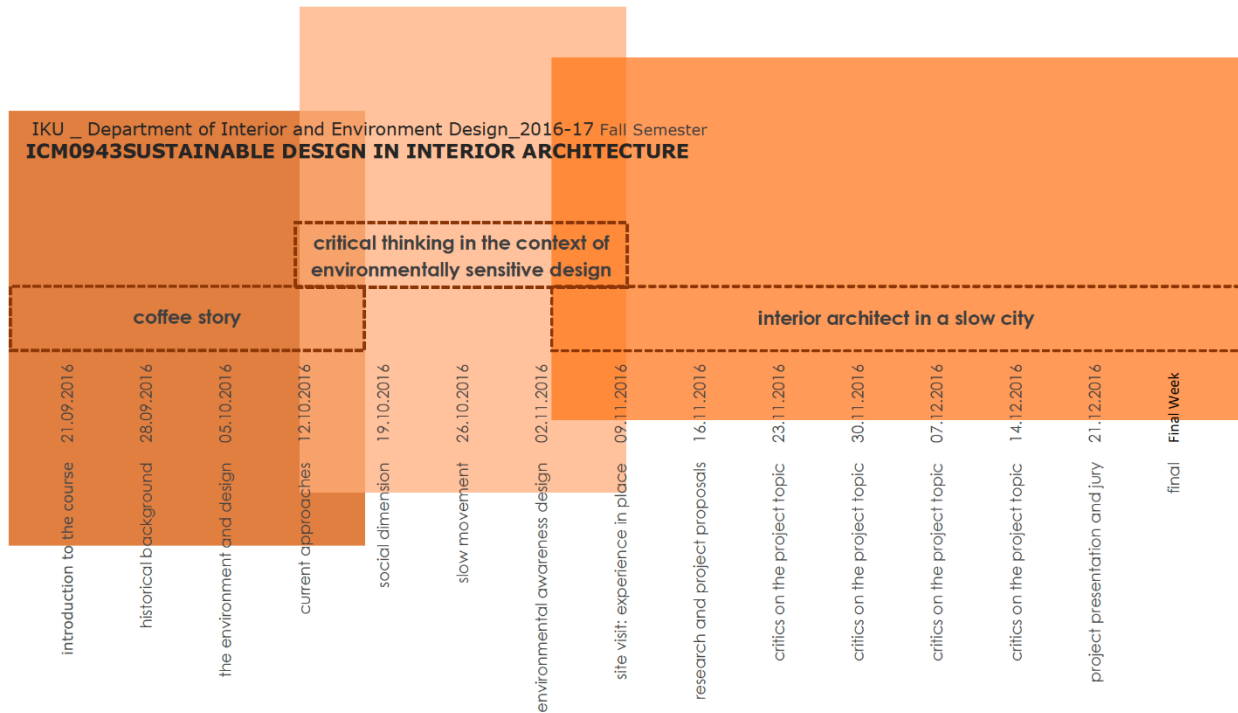 IKU _ Department of Interior and Environment Design_2016-17 Fall Semester
ICM0943SUSTAINABLE DESIGN IN INTERIOR ARCHITECTURE
critical thinking in the context of
environmentally sensitive design
coffee story
interior architect in a slow city
introduction to the course 21.09.2016
historical background 28.09.2016
the environment and design 05.10.2016
current approaches 12.10.2016
social dimension 19.10.2016
slow movement 26.10.2016
environmental awareness design 02.11.2016
site visit: experience in place 09.11.2016
research and project proposals 16.11.2016
critics on the project topic 23.11.2016
critics on the project topic 30.11.2016
critics on the project topic 07.12.2016
critics on the project topic 14.12.2016
project presentation and jury 21.12.2016
final Final Week